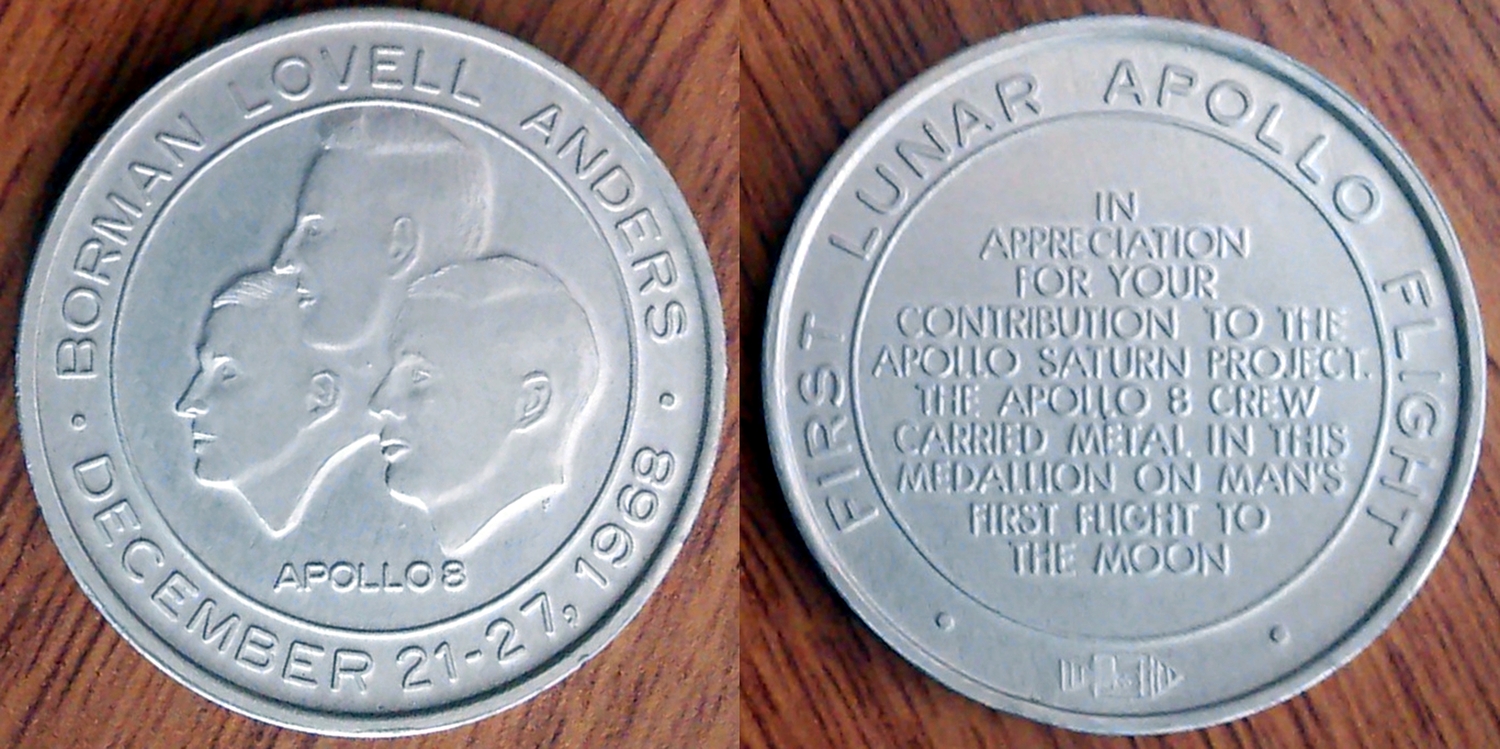 BORMAN LOVELL ANDERS
• DECEMBER 21-27, 1968 •
APOLLO 8
FIRST LUNAR APOLLO FLIGHT
IN
APPRECIATION
FOR YOUR
CONTRIBUTION TO THE
APOLLO SATURN PROJECT.
THE APOLLO 8 CREW
CARRIED METAL IN THIS
MEDALLION ON MAN'S
FIRST FLIGHT TO
THE MOON